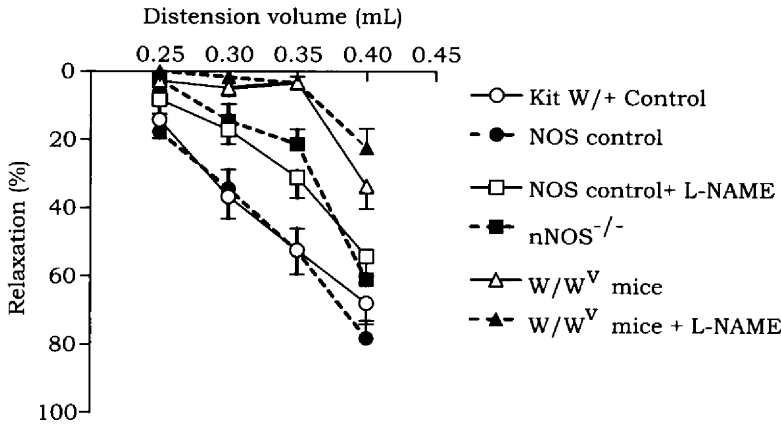 Distension volume (mL)
0.25 0.30 0.35 0.40 0.45
0
20
40
60
80
100
Relaxation (%)
Kit W/+ Control
NOS control
NOS control+ L-NAME
nNOS-/-
W/WV mice
W/WV mice + L-NAME